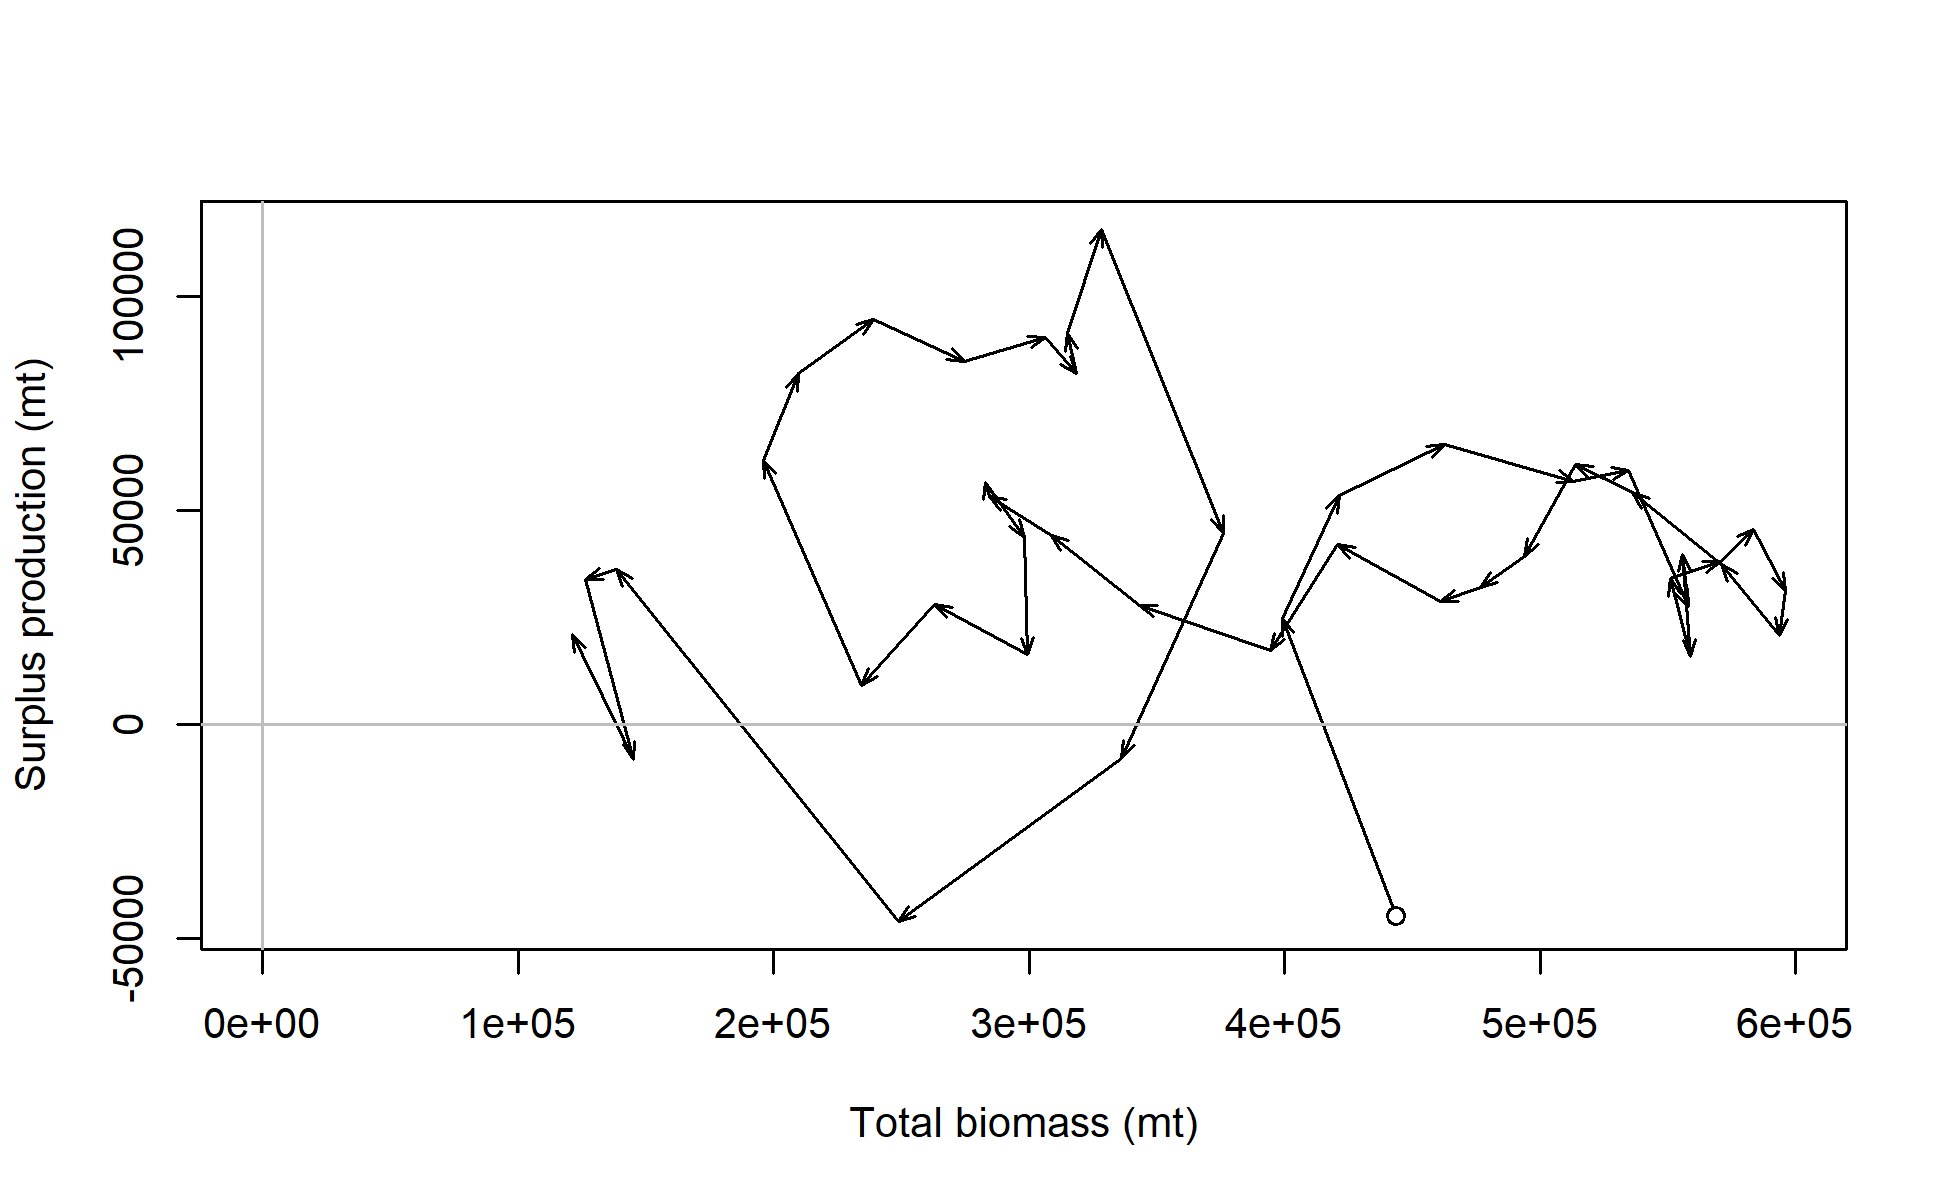 Surplus production (mt)
100000
50000
0
-50000
0e+00 1e+05 2e+05 3e+05 4e+05 5e+05 6e+05
Total biomass (mt)